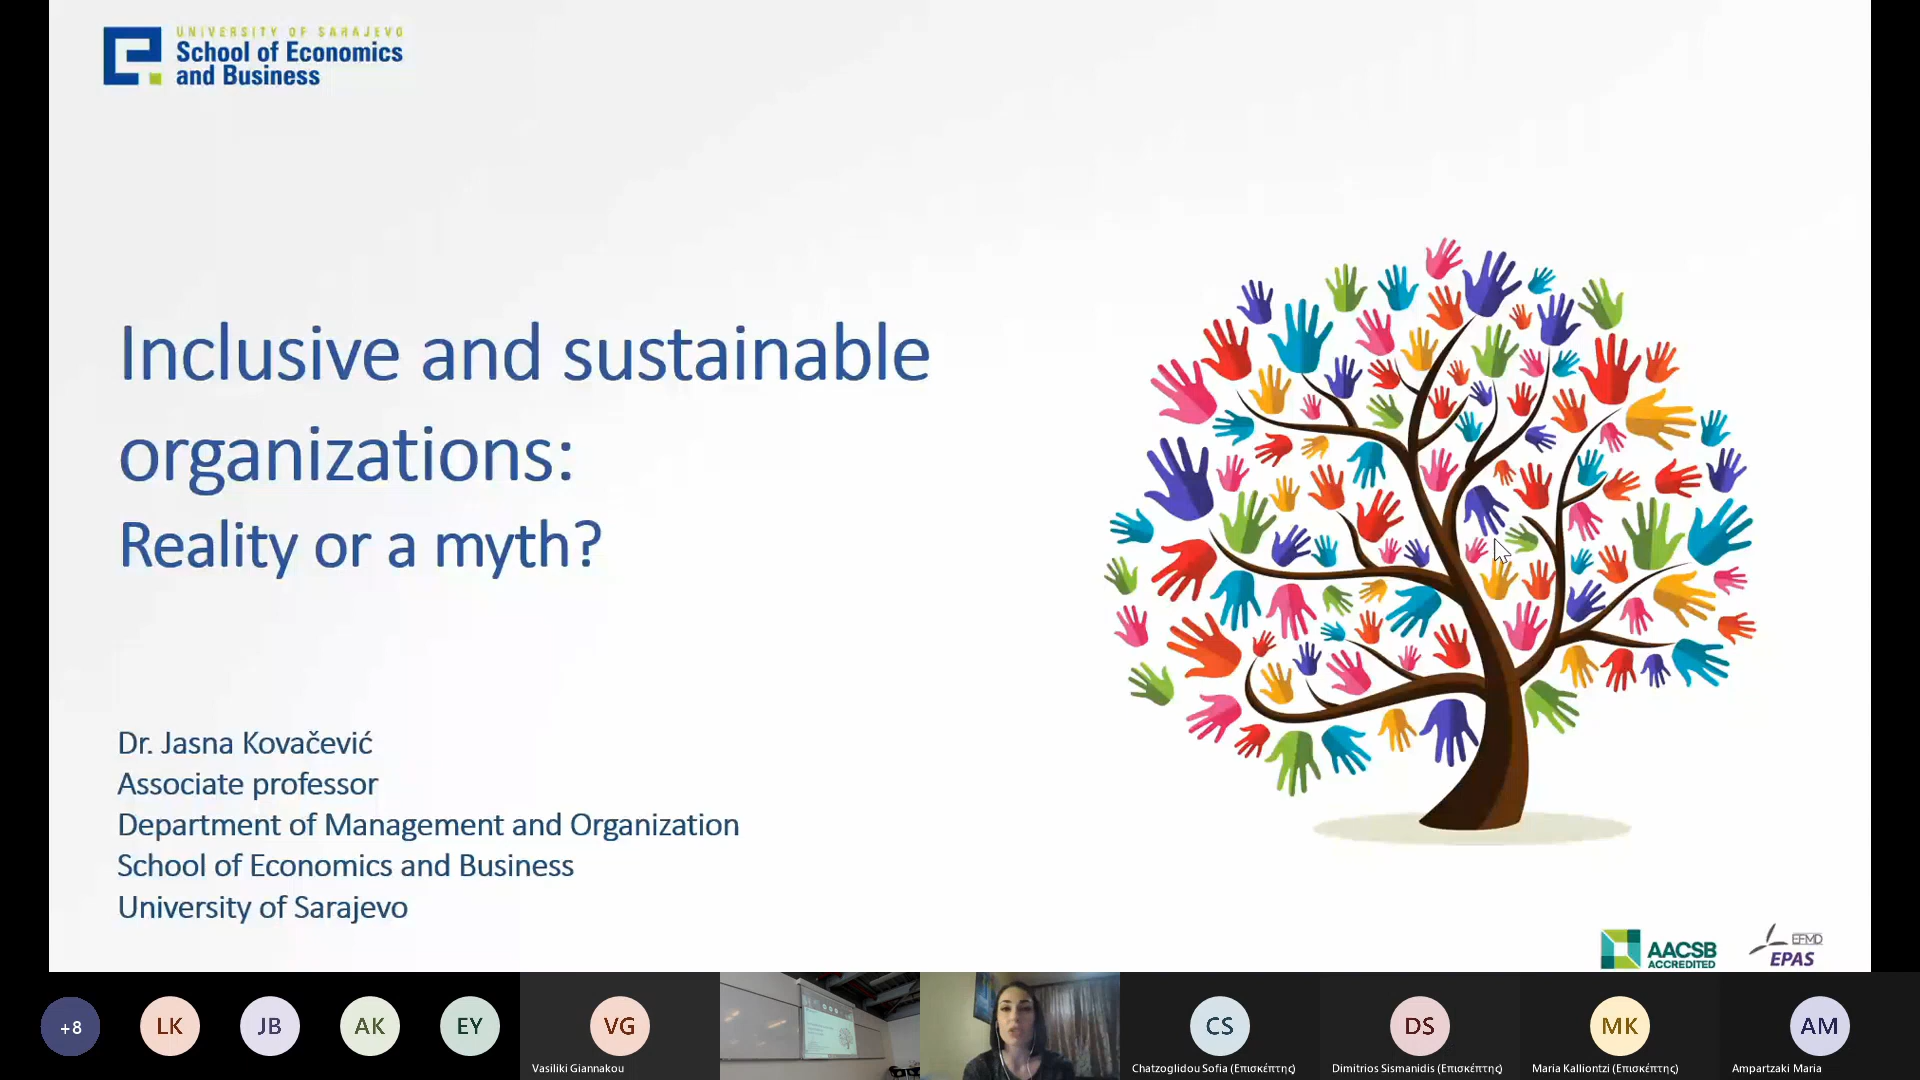 UNIVERSITY OF SARAJEVO
School of Economics
and Business
Inclusive and sustainable
organizations:
Reality or a myth?
Dr. Jasna Kovačević
Associate professor
Department of Management and Organization
School of Economics and Business
University of Sarajevo
AACSB
ACCREDITED
EFMD
EPAS
+8
LK
JB
AK
EY
VG
CS
DS
MK
AM
Vasiliki Giannakou
Chatzoglidou Sofia (Επισκέπτης)
Dimitrios Sismanidis (Επισκέπτης)
Maria Kalliontzi (Επισκέπτης)
Ampartzaki Maria